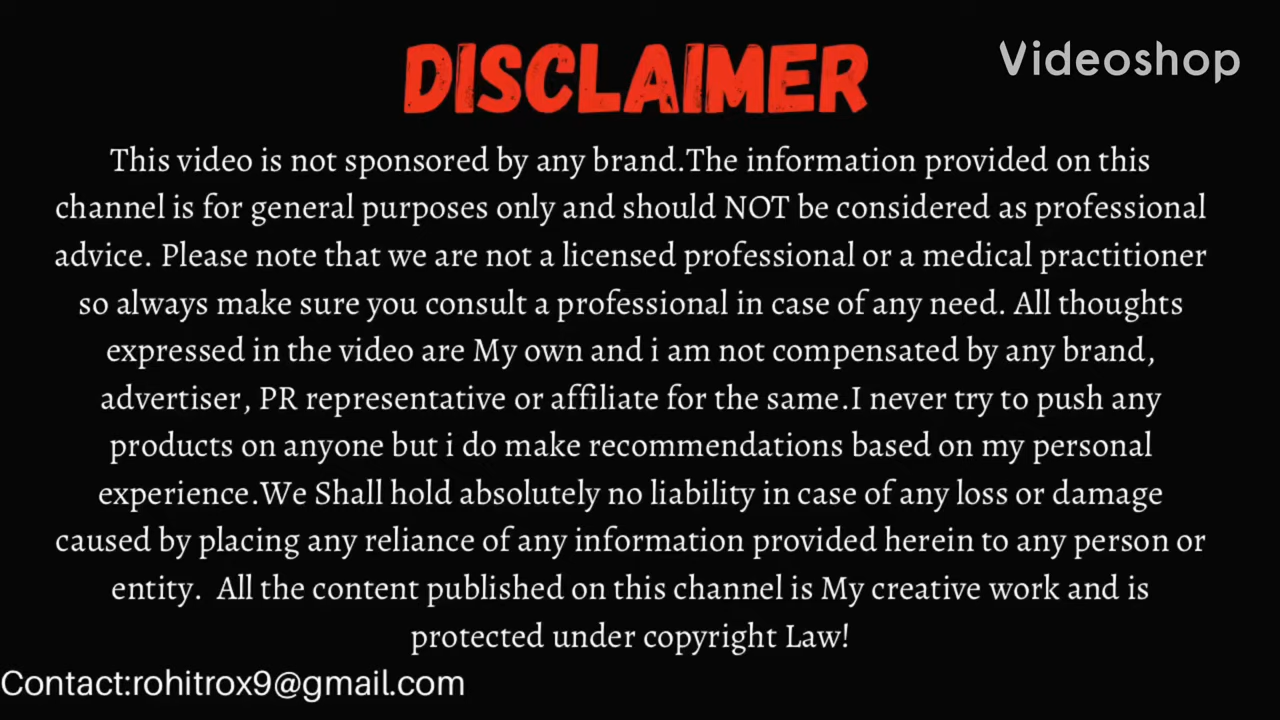 DISCLAIMER
Videoshop
This video is not sponsored by any brand.The information provided on this
channel is for general purposes only and should NOT be considered as professional
advice. Please note that we are not a licensed professional or a medical practitioner
so always make sure you consult a professional in case of any need. All thoughts
expressed in the video are My own and i am not compensated by any brand,
advertiser, PR representative or affiliate for the same.I never try to push any
products on anyone but i do make recommendations based on my personal
experience.We Shall hold absolutely no liability in case of any loss or damage
caused by placing any reliance of any information provided herein to any person or
entity.  All the content published on this channel is My creative work and is
protected under copyright Law!
Contact:rohitrox9@gmail.com